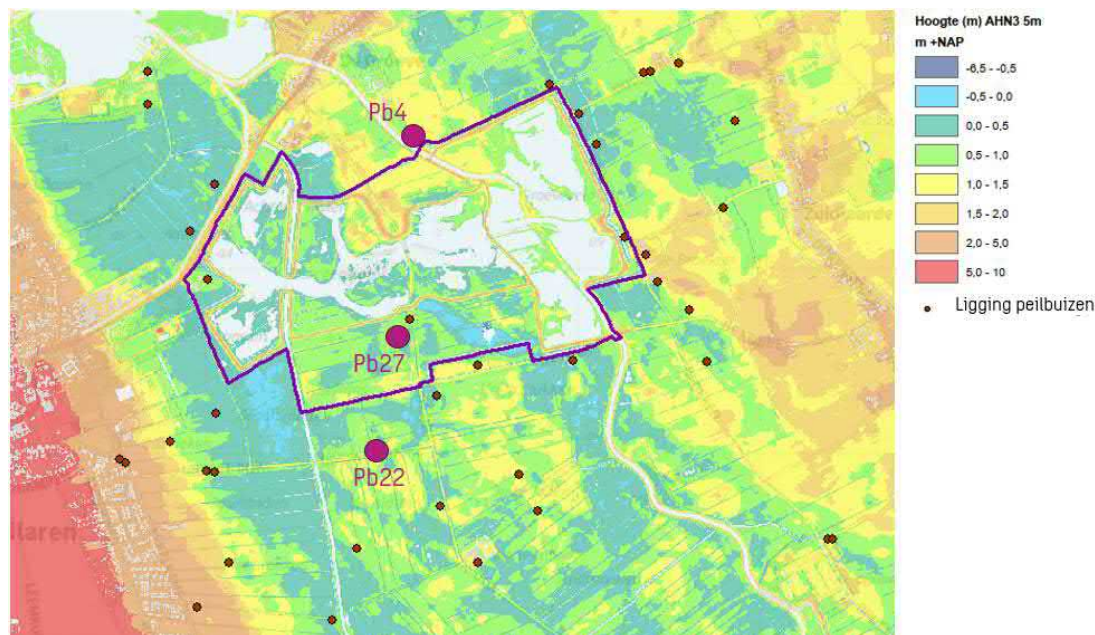 Hoogte (m) AHN3 5m
m +NAP
-6,5 - -0,5
-0,5 - 0,0
0,0 - 0,5
0,5 - 1,0
1,0 - 1,5
1,5 - 2,0
2,0 - 5,0
5,0 - 10
Ligging peilbuizen
Pb4
Pb27
Pb22
laren